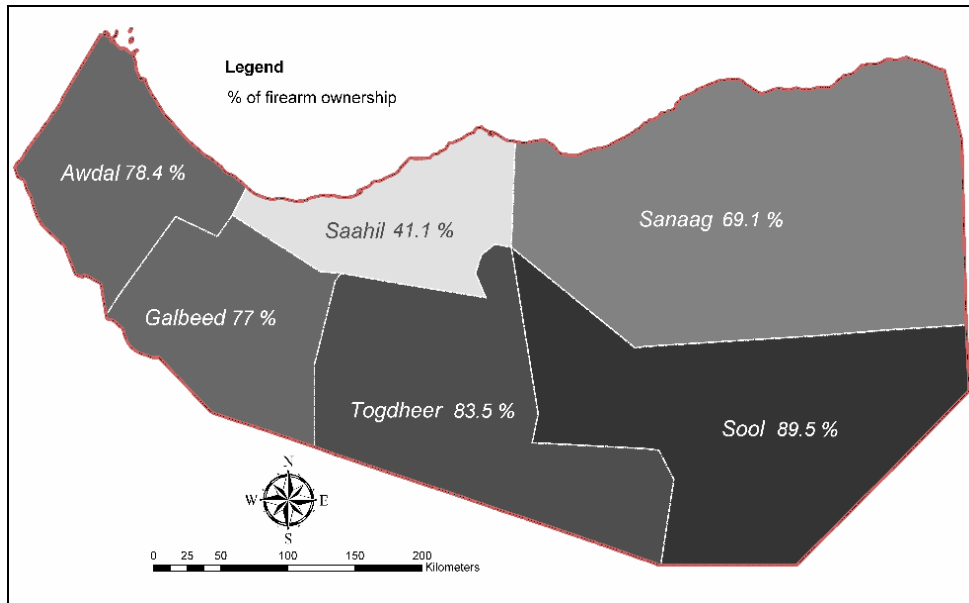 Legend
% of firearm ownership
Awdal 78.4 %
Saahil 41.1 %
Sanaag 69.1 %
Galbeed 77 %
Togdheer 83.5 %
Sool 89.5 %
N
W E
S
0 25 50 100 150 200
Kilometers